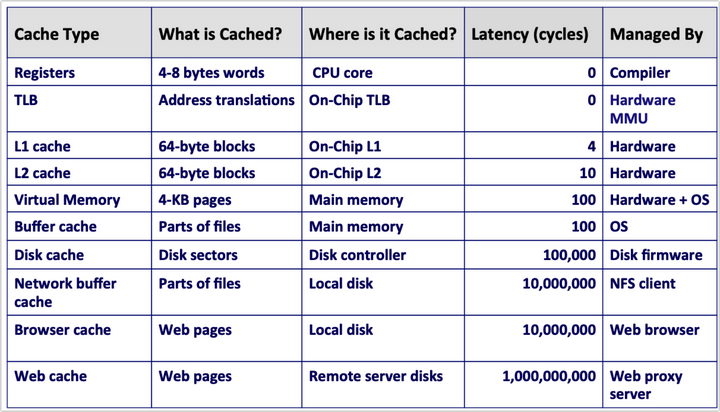 Cache Type What is Cached? Where is it Cached? Latency (cycles) Managed By
Registers 4-8 bytes words CPU core 0 Compiler
TLB Address translations On-Chip TLB 0 Hardware
MMU
L1 cache 64-byte blocks On-Chip L1 4 Hardware
L2 cache 64-byte blocks On-Chip L2 10 Hardware
Virtual Memory 4-KB pages Main memory 100 Hardware + OS
Buffer cache Parts of files Main memory 100 OS
Disk cache Disk sectors Disk controller 100,000 Disk firmware
Network buffer Parts of files Local disk 10,000,000 NFS client
cache
Browser cache Web pages Local disk 10,000,000 Web browser
Web cache Web pages Remote server disks 1,000,000,000 Web proxy
server